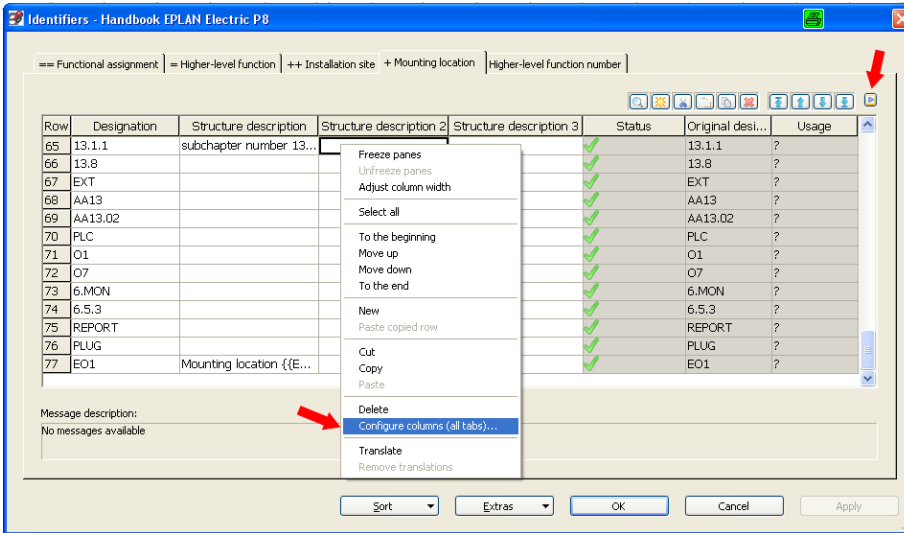 Identifiers - Handbook EPLAN Electric P8
== Functional assignment = Higher-level function ++ Installation site + Mounting location Higher-level function number
Row Designation Structure description Structure description 2 Structure description 3 Status Original desi... Usage
65 13.1.1 subchapter number 13... 13.1.1 ?
66 13.8 13.8 ?
67 EXT EXT ?
68 AA13 AA13 ?
69 AA13.02 AA13.02 ?
70 PLC PLC ?
71 O1 O1 ?
72 O7 O7 ?
73 6.MON 6.MON ?
74 6.5.3 6.5.3 ?
75 REPORT REPORT ?
76 PLUG PLUG ?
77 EO1 Mounting location {{E... EO1 ?
Freeze panes
Unfreeze panes
Adjust column width
Select all
To the beginning
Move up
Move down
To the end
New
Paste copied row
Cut
Copy
Paste
Delete
Configure columns (all tabs)...
Translate
Remove translations
Message description:
No messages available
Sort Extras OK Cancel Apply